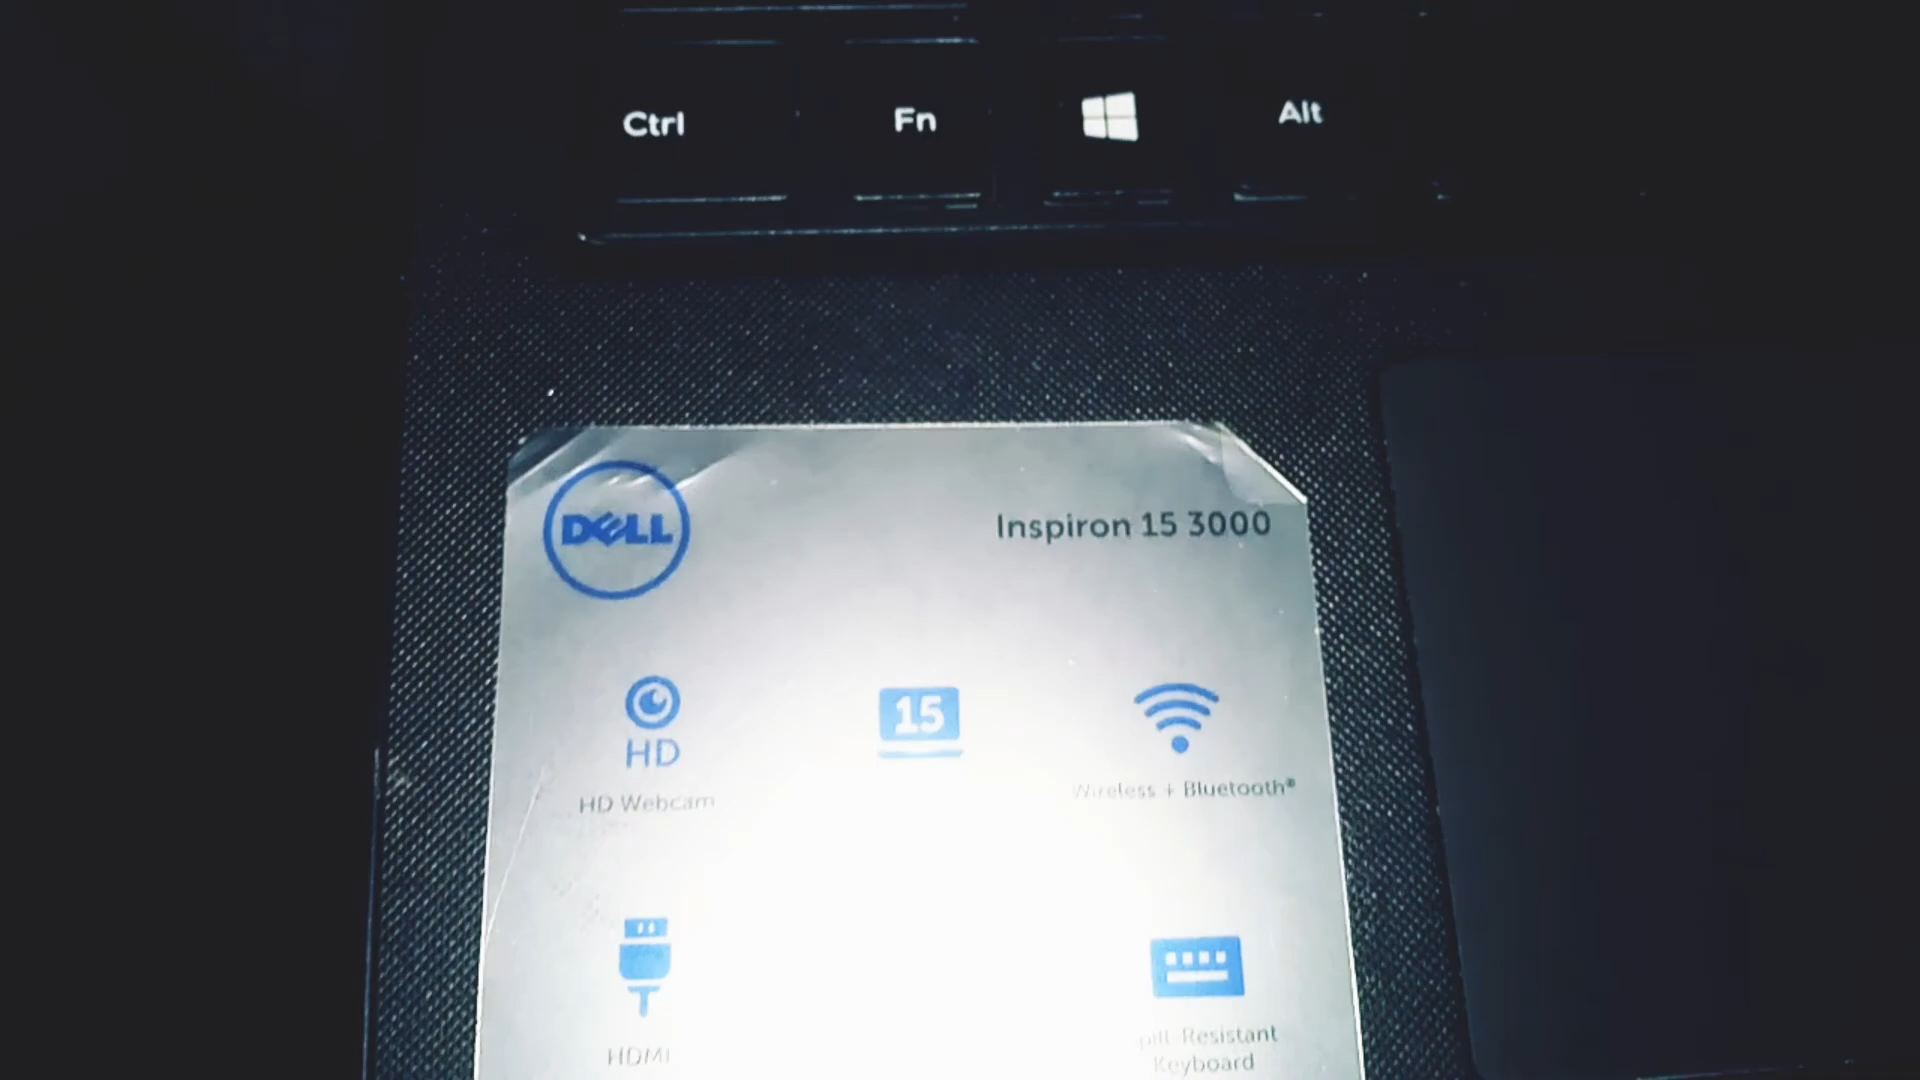 Ctrl Fn Alt
DELL
Inspiron 15 3000
15
HD
HD Webcam
Wireless + Bluetooth®
HDMI
Resistant
Keyboard